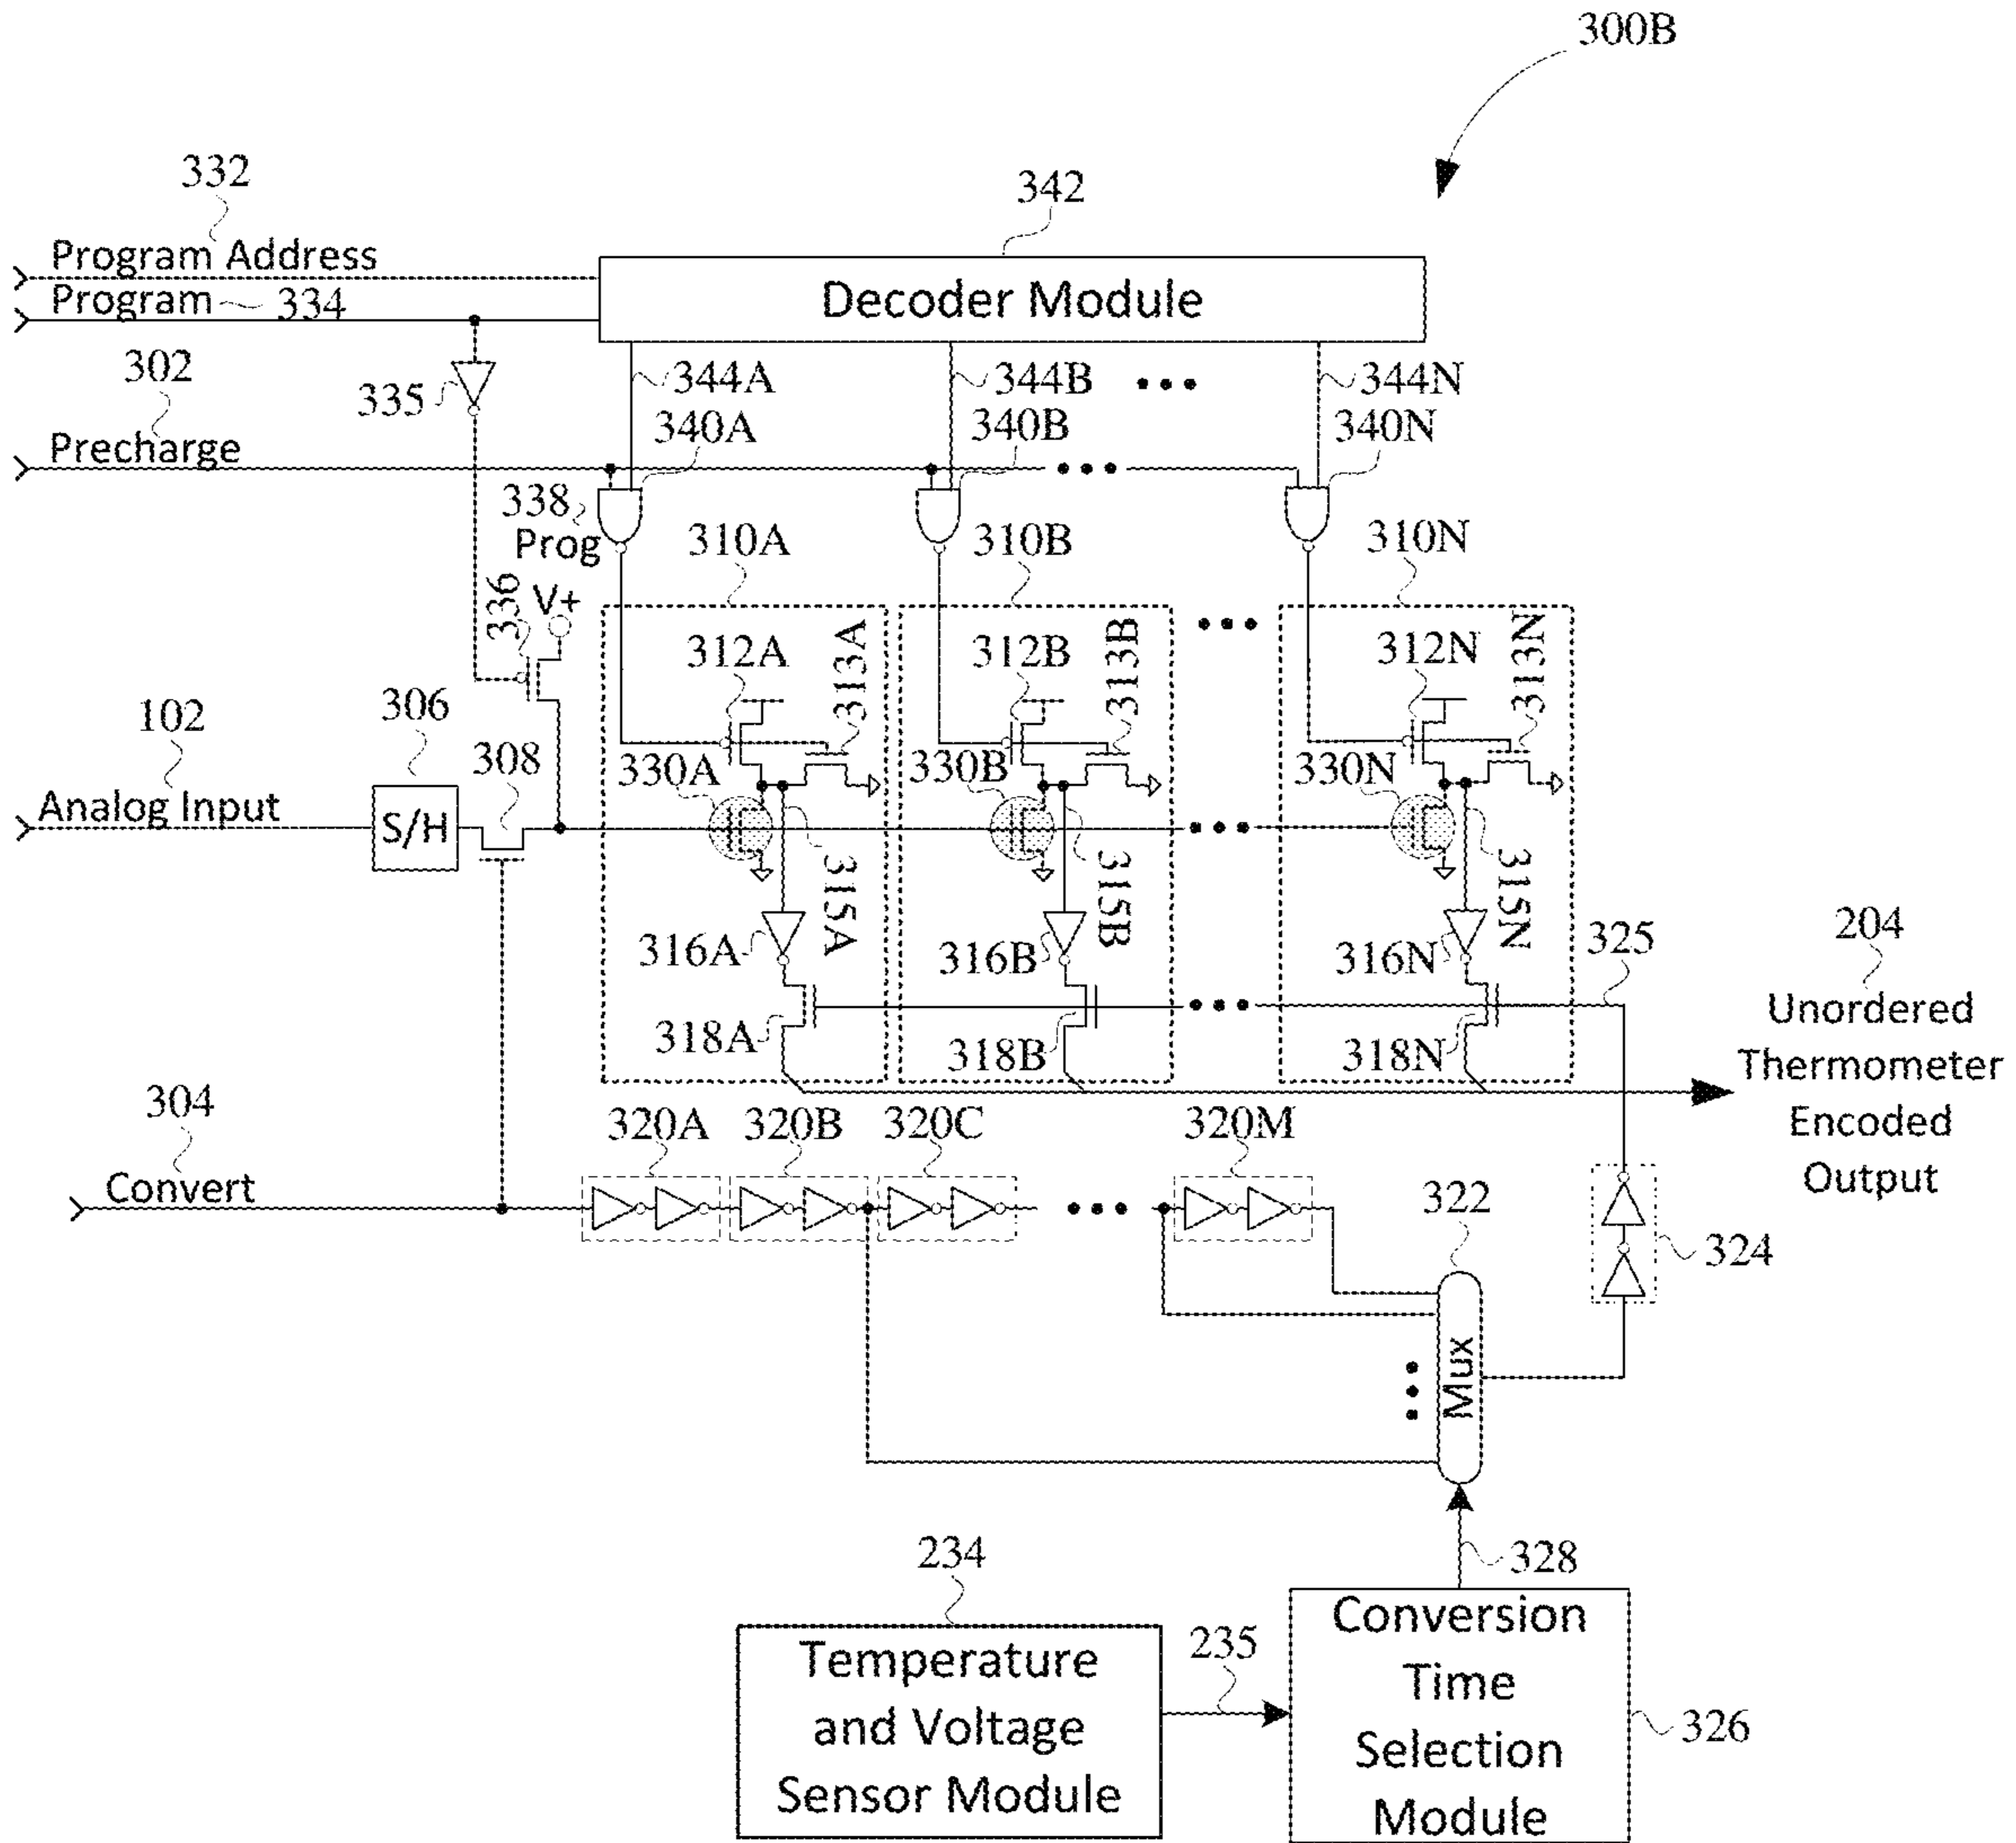 300B
332
Program Address
Program 334
342
Decoder Module
302
Precharge
335
344A
344B
344N
340A
340B
340N
338
Prog
V+
336
310A
310B
310N
312A
313A
312B
313B
312N
313N
102
Analog Input
306
S/H
308
330A
330B
330N
315A
315B
315N
316A
316B
316N
318A
318B
318N
325
204
Unordered
Thermometer
Encoded
Output
304
Convert
320A
320B
320C
320M
322
Mux
324
328
234
Temperature
and Voltage
Sensor Module
235
Conversion
Time
Selection
Module
326